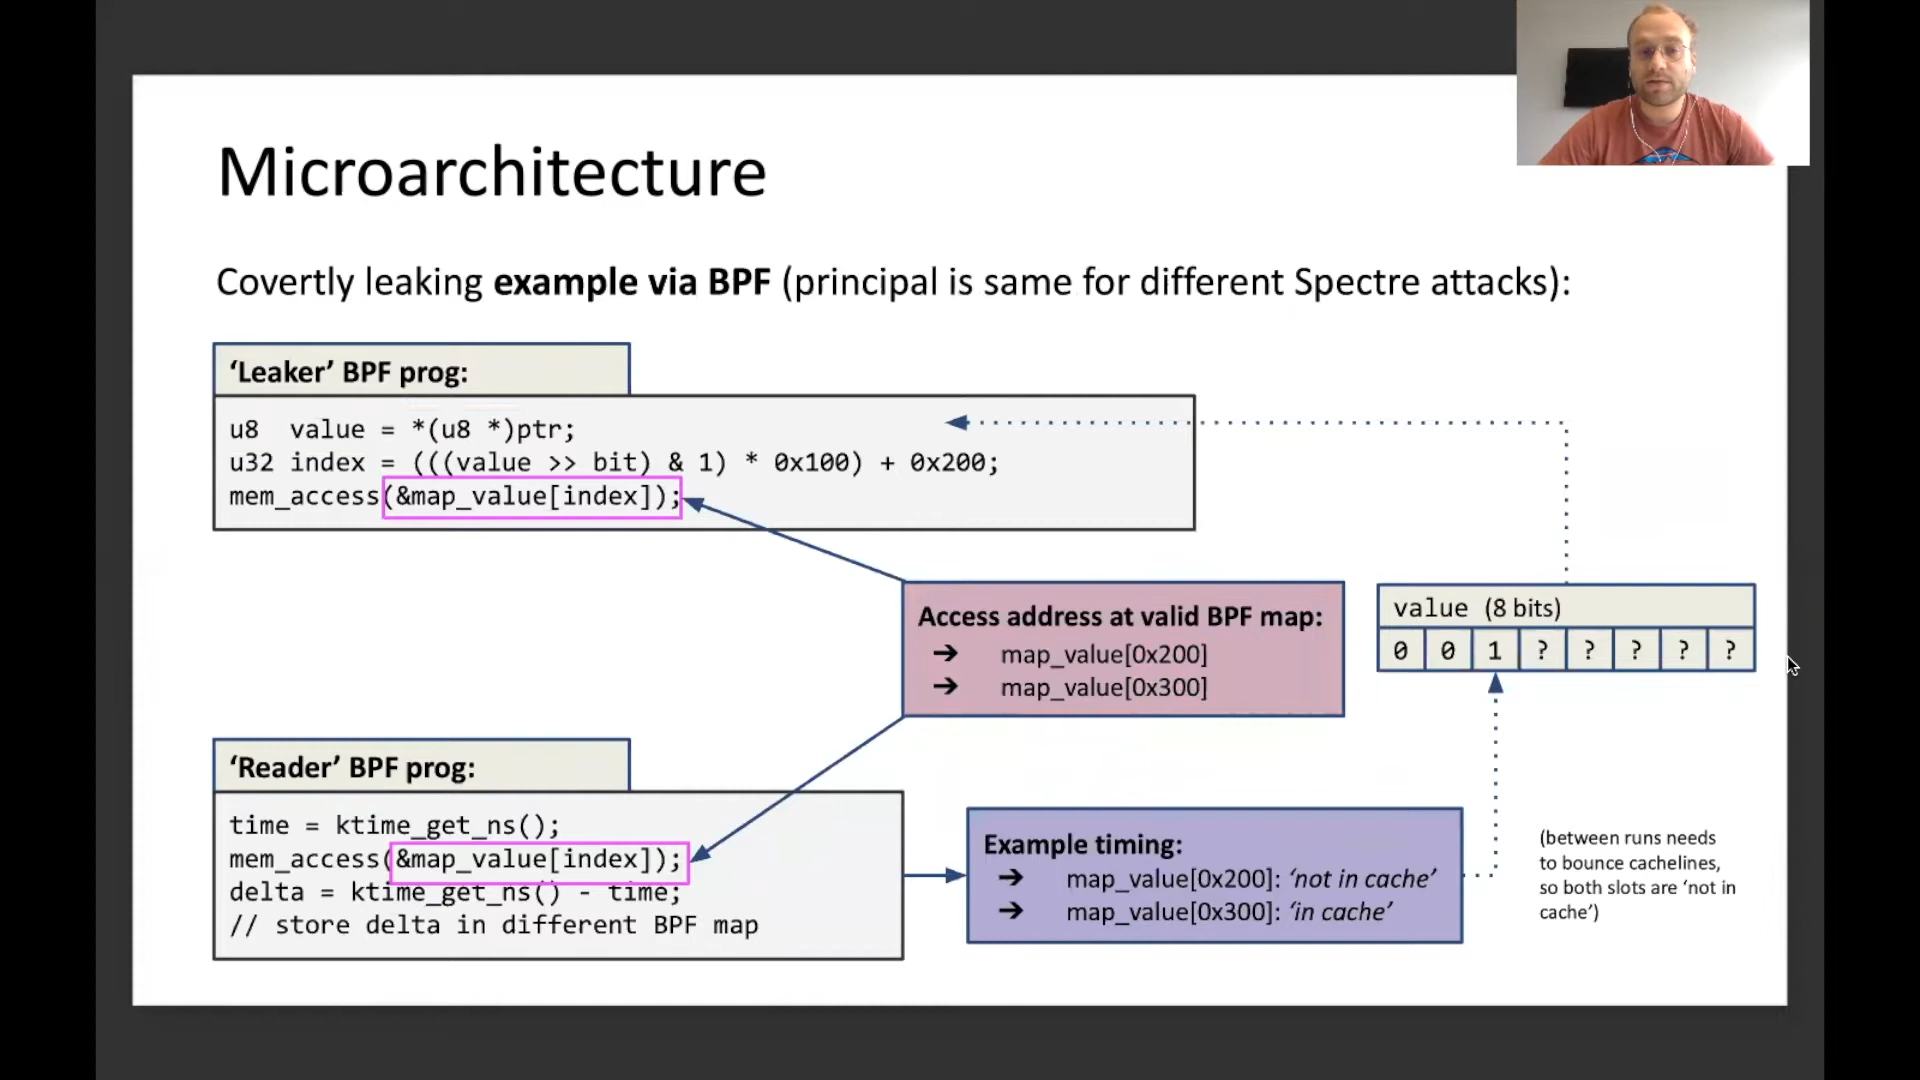 Microarchitecture
Covertly leaking example via BPF (principal is same for different Spectre attacks):
‘Leaker’ BPF prog:
u8  value = *(u8 *)ptr;
u32 index = (((value >> bit) & 1) * 0x100) + 0x200;
mem_access(&map_value[index]);
Access address at valid BPF map:
➔ map_value[0x200]
➔ map_value[0x300]
value (8 bits)
0 0 1 ? ? ? ? ?
‘Reader’ BPF prog:
time = ktime_get_ns();
mem_access(&map_value[index]);
delta = ktime_get_ns() - time;
// store delta in different BPF map
Example timing:
➔ map_value[0x200]: ‘not in cache’
➔ map_value[0x300]: ‘in cache’
(between runs needs
to bounce cachelines,
so both slots are ‘not in
cache’)